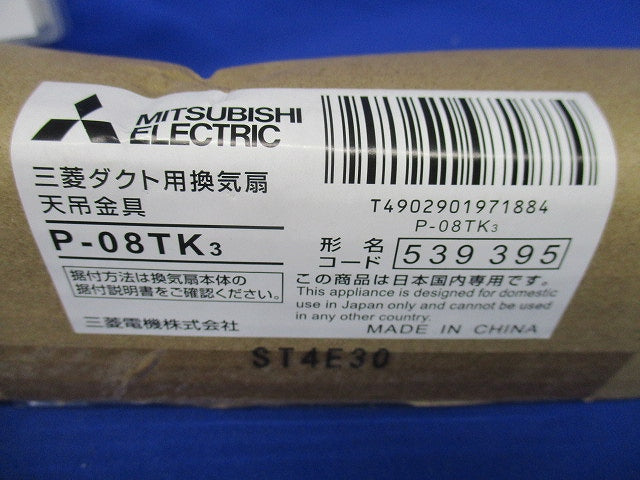 MITSUBISHI
ELECTRIC
三菱ダクト用換気扇
天吊金具
P-08TK3
据付方法は換気扇本体の
据付説明書をご確認ください。
三菱電機株式会社
T4902901971884
P-08TK3
形名
コード 539 395
この商品は日本国内専用です。
This appliance is designed for domestic
use in Japan only and cannot be used
in any other country.
MADE IN CHINA
ST4E30